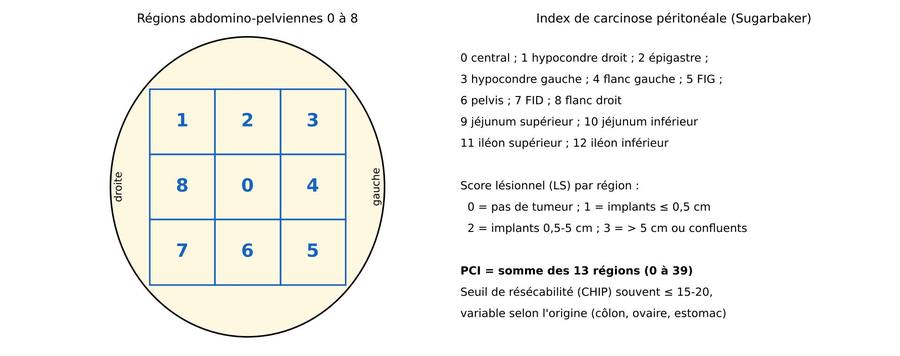 Régions abdomino-pelviennes 0 à 8
1 2 3
droite
8 0 4
gauche
7 6 5
Index de carcinose péritonéale (Sugarbaker)
0 central ; 1 hypocondre droit ; 2 épigastre ;
3 hypocondre gauche ; 4 flanc gauche ; 5 FIG ;
6 pelvis ; 7 FID ; 8 flanc droit
9 jéjunum supérieur ; 10 jéjunum inférieur
11 iléon supérieur ; 12 iléon inférieur
Score lésionnel (LS) par région :
0 = pas de tumeur ; 1 = implants ≤ 0,5 cm
2 = implants 0,5-5 cm ; 3 = > 5 cm ou confluents
PCI = somme des 13 régions (0 à 39)
Seuil de résécabilité (CHIP) souvent ≤ 15-20,
variable selon l'origine (côlon, ovaire, estomac)